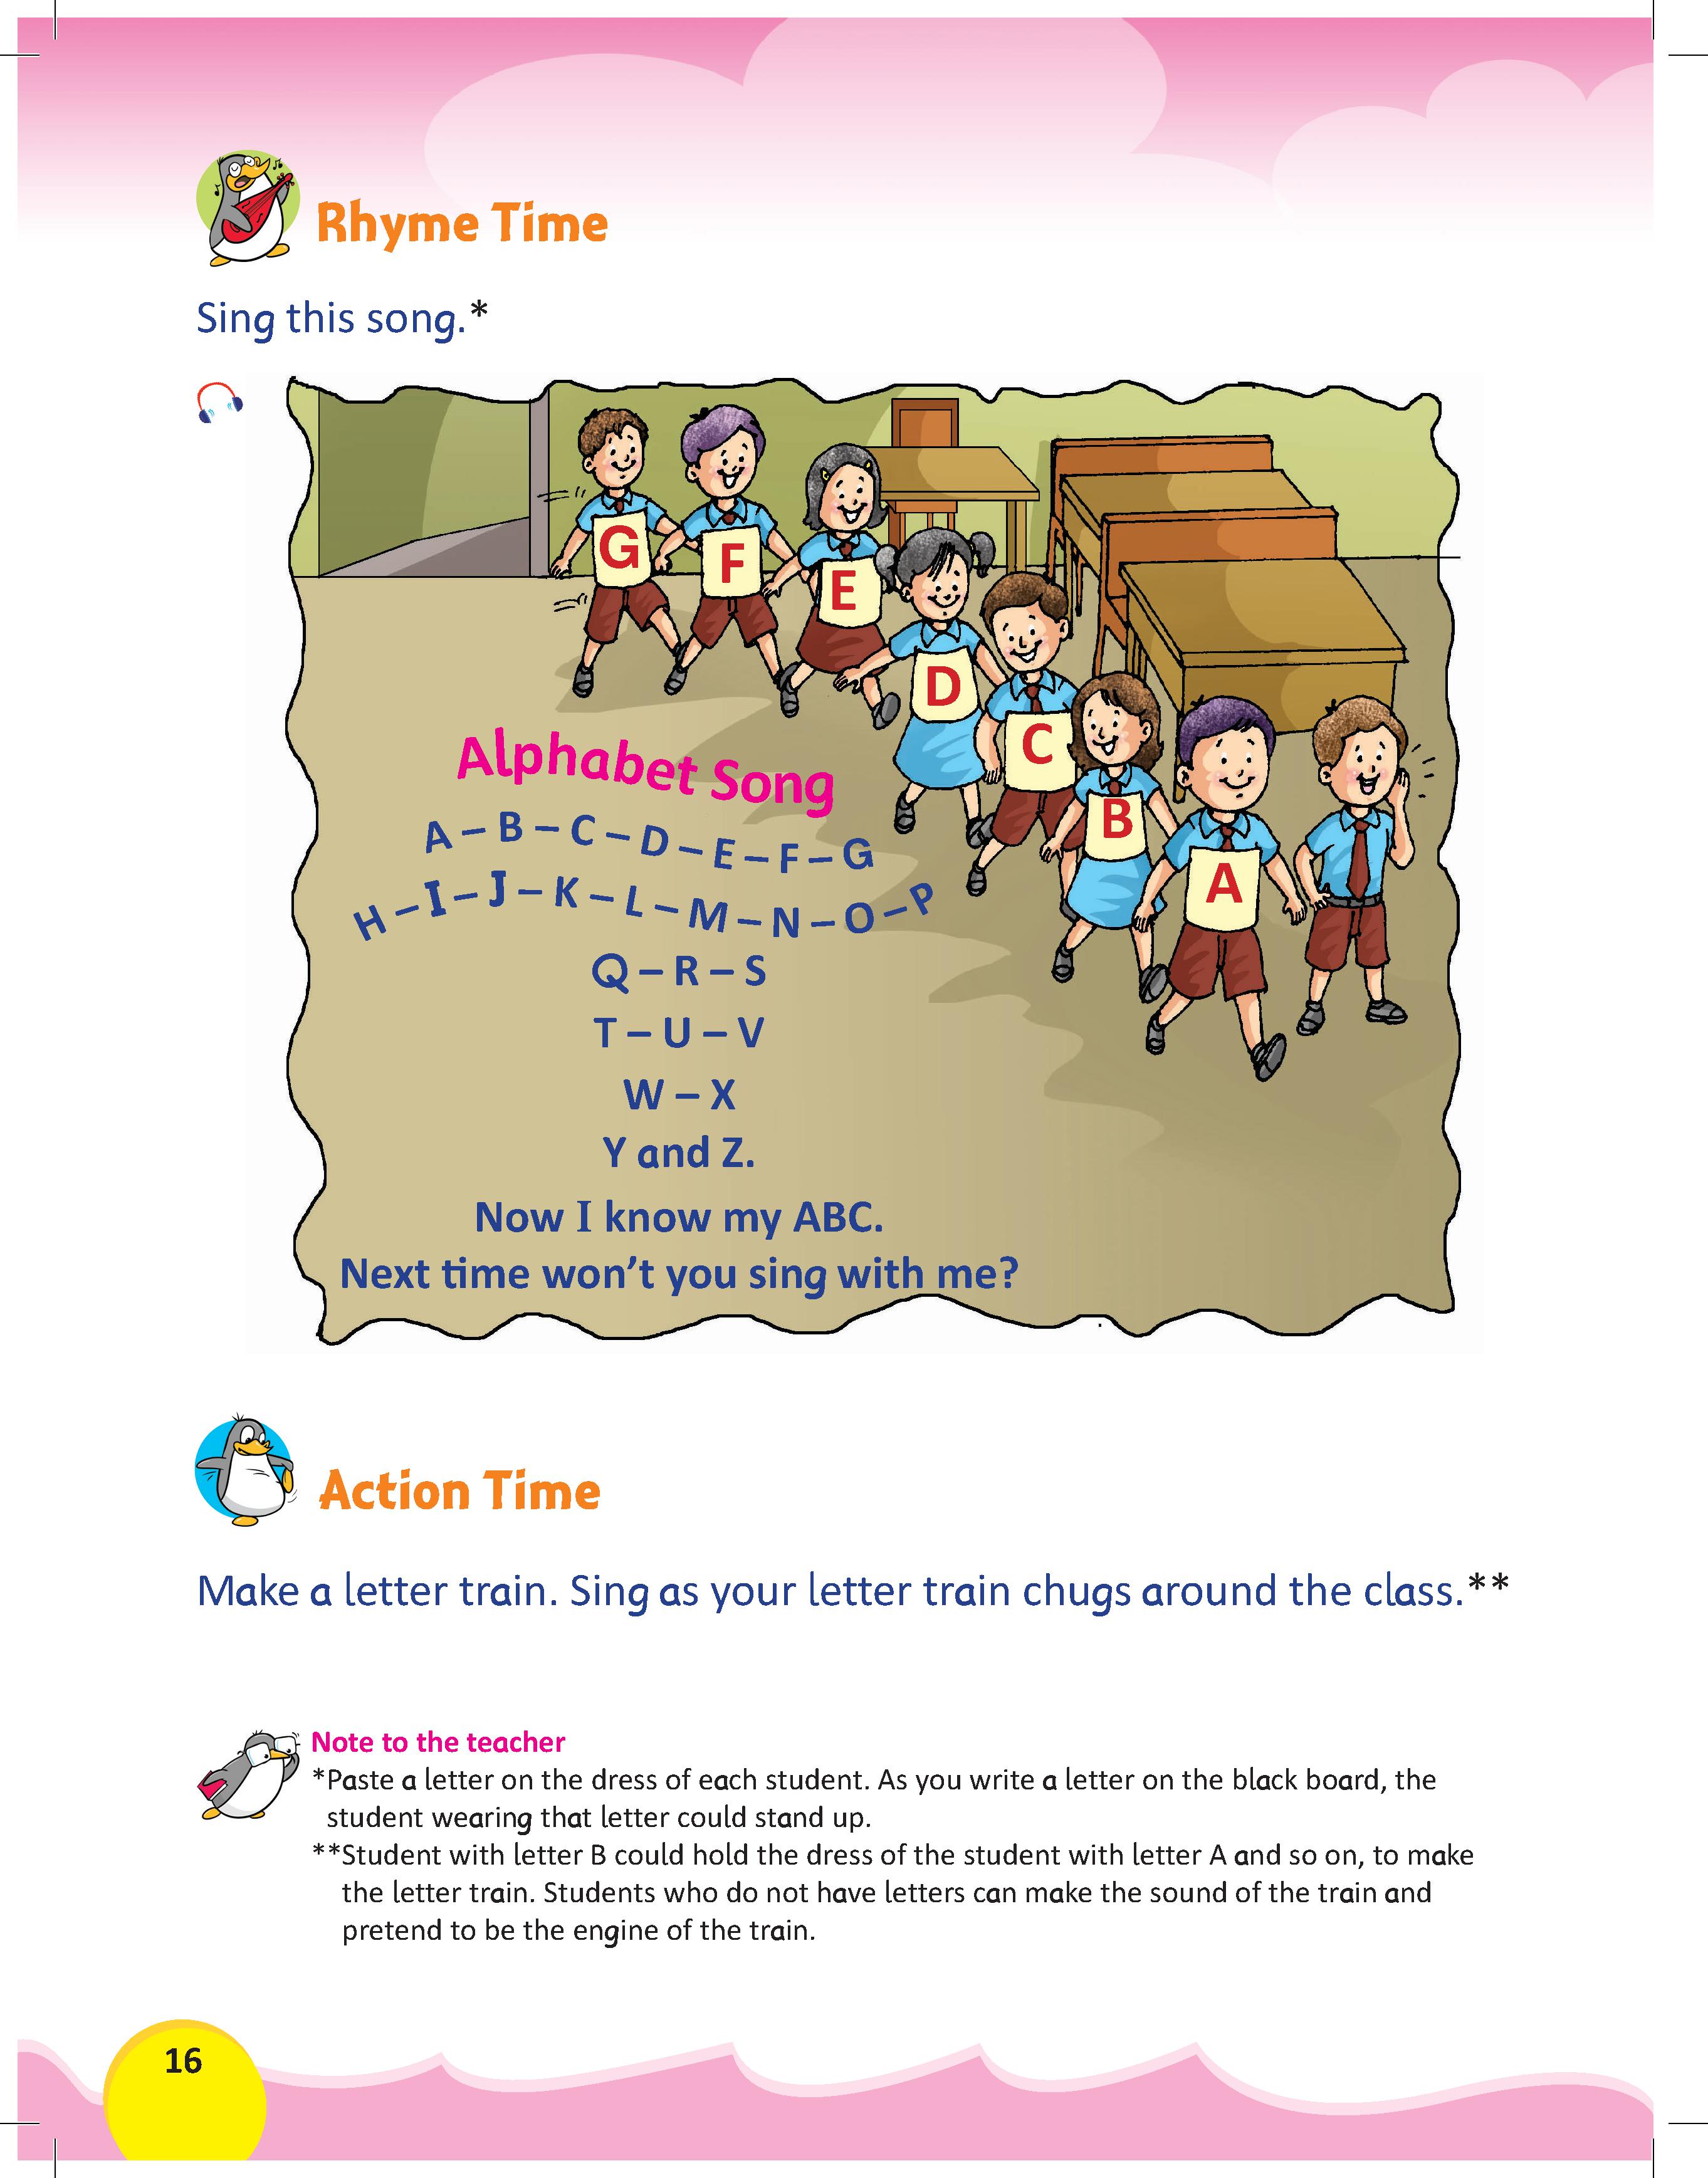 Rhyme Time
Sing this song.*
G
F
E
D
C
B
A
Alphabet Song
A – B – C – D – E – F – G
H – I – J – K – L – M – N – O – P
Q – R – S
T – U – V
W – X
Y and Z.
Now I know my ABC.
Next time won’t you sing with me?
Action Time
Make a letter train. Sing as your letter train chugs around the class.**
Note to the teacher
*Paste a letter on the dress of each student. As you write a letter on the black board, the
student wearing that letter could stand up.
**Student with letter B could hold the dress of the student with letter A and so on, to make
the letter train. Students who do not have letters can make the sound of the train and
pretend to be the engine of the train.
16